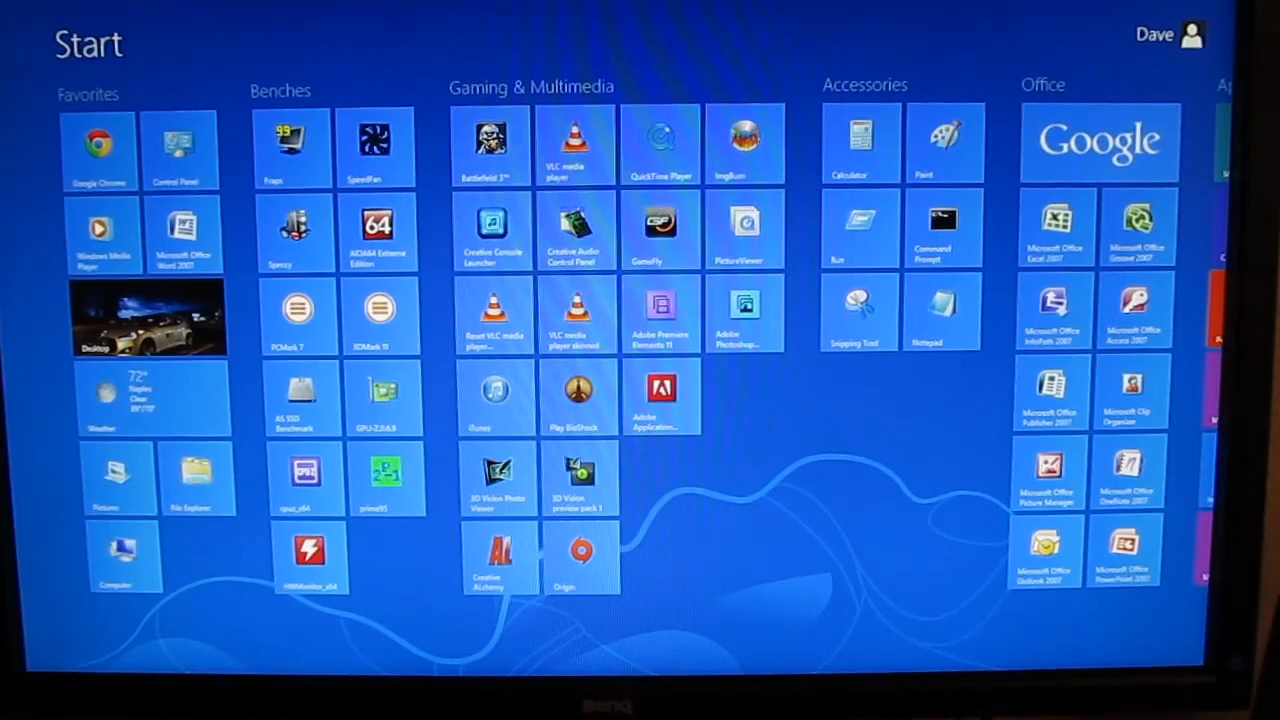 Start
Dave
Favorites
Benches
Gaming & Multimedia
Accessories
Office
Google Chrome
Control Panel
Windows Media
Player
Microsoft Office
Word 2007
Desktop
72°
Naples
Clear
Weather
Pictures
File Explorer
Computer
99
Fraps
SpeedFan
Speccy
64
AIDA64 Extreme
Edition
PCMark 7
3DMark 11
AS SSD
Benchmark
GPU-Z.0.6.9
cpuz_x64
prime95
HWMonitor_x64
Battlefield 3™
VLC media
player
QuickTime Player
ImgBurn
Creative Console
Launcher
Creative Audio
Control Panel
GameFly
PictureViewer
Reset VLC media
player...
VLC media
player skinned
Adobe Premiere
Elements 11
Adobe
Photoshop...
iTunes
Play BioShock
Adobe
Application...
3D Vision Photo
Viewer
3D Vision
preview pack 1
AL
Creative
ALchemy
Origin
Calculator
Paint
Run
Command
Prompt
Snipping Tool
Notepad
Google
Microsoft Office
Excel 2007
Microsoft Office
Groove 2007
Microsoft Office
InfoPath 2007
Microsoft Office
Access 2007
Microsoft Office
Publisher 2007
Microsoft Clip
Organizer
Microsoft Office
Picture Manager
Microsoft Office
OneNote 2007
Microsoft Office
Outlook 2007
Microsoft Office
PowerPoint 2007
BenQ